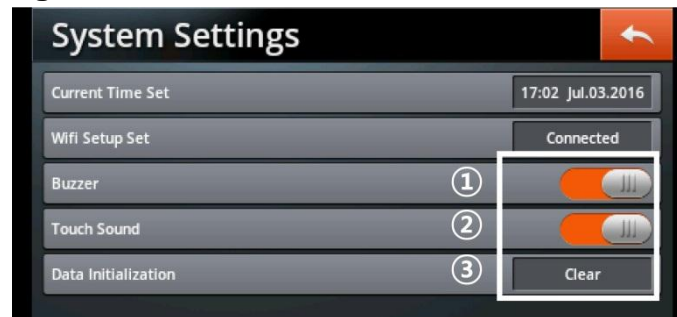 System Settings
Current Time Set 17:02 Jul.03.2016
Wifi Setup Set Connected
Buzzer ①
Touch Sound ②
Data Initialization ③ Clear